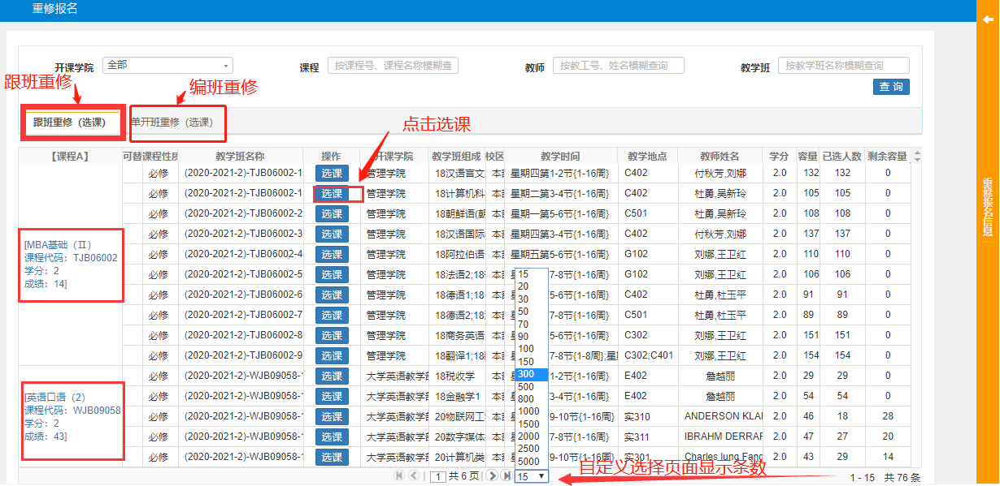 重修报名
开课学院 全部 课程 按课程号、课程名称模糊查 教师 按教工号、姓名模糊查询 教学班 按教学班名称模糊查询
查 询
跟班重修 编班重修
跟班重修（选课） 单开班重修（选课）
点击选课
【课程A】 可替 课程性质 教学班名称 操作 开课学院 教学班组成 校区 教学时间 教学地点 教师姓名 学分 容量 已选人数 剩余容量
必修 (2020-2021-2)-TJB06002-1 选课 管理学院 18汉语言文 本部 星期四第1-2节{1-16周} C402 付秋芳,刘娜 2.0 132 132 0
必修 (2020-2021-2)-TJB06002-1 选课 管理学院 18计算机科 本部 星期二第3-4节{1-16周} C402 杜勇,吴新玲 2.0 105 105 0
必修 (2020-2021-2)-TJB06002-2 选课 管理学院 18朝鲜语(朝 本部 星期一第5-6节{1-16周} C501 杜勇,吴新玲 2.0 108 108 0
必修 (2020-2021-2)-TJB06002-3 选课 管理学院 18汉语国际 本部 星期四第3-4节{1-16周} C402 付秋芳,刘娜 2.0 137 137 0
必修 (2020-2021-2)-TJB06002-4 选课 管理学院 18阿拉伯语 本部 星期五第5-6节{1-16周} G102 刘娜,王卫红 2.0 110 110 0
必修 (2020-2021-2)-TJB06002-5 选课 管理学院 18法语2;18 本部 7-8节{1-16周} G102 刘娜,王卫红 2.0 106 106 0
必修 (2020-2021-2)-TJB06002-6 选课 管理学院 18德语1;18 本部 5-6节{1-16周} C402 杜勇,杜玉平 2.0 91 91 0
必修 (2020-2021-2)-TJB06002-7 选课 管理学院 18德语2;18 本部 7-8节{1-16周} C501 杜勇,杜玉平 2.0 89 89 0
必修 (2020-2021-2)-TJB06002-8 选课 管理学院 18商务英语 本部 5-6节{1-16周} C302 刘娜,王卫红 2.0 151 151 0
必修 (2020-2021-2)-TJB06002-9 选课 管理学院 18翻译1;18 本部 7-8节{1-8周};星 C302;C401 刘娜,王卫红 2.0 154 154 0
[MBA基础（II）
课程代码：TJB06002
学分：2
成绩：14]
必修 (2020-2021-2)-WJB09058- 选课 大学英语教学部 18税收学 本部 1-2节{1-16周} E402 詹越丽 2.0 29 29 0
必修 (2020-2021-2)-WJB09058- 选课 大学英语教学部 18金融学1 本部 3-4节{1-16周} E402 詹越丽 2.0 54 54 0
必修 (2020-2021-2)-WJB09058- 选课 大学英语教学部 20物联网工 本部 9-10节{1-16周} 实310 ANDERSON KLAI 2.0 46 18 28
必修 (2020-2021-2)-WJB09058- 选课 大学英语教学部 20数字媒体 本部 9-10节{1-16周} 实311 IBRAHM DERRAR 2.0 47 27 20
必修 (2020-2021-2)-WJB09058- 选课 大学英语教学部 20计算机类 本部 9-10节{1-16周} 实301 Charles lung Fang 2.0 43 29 14
[英语口语（2）
课程代码：WJB09058
学分：2
成绩：43]
15
20
30
50
70
90
100
150
300
500
800
1000
1500
2000
2500
5000
1 共 6 页 15
自定义选择页面显示条数
1 - 15 共 76 条
重修报名信息